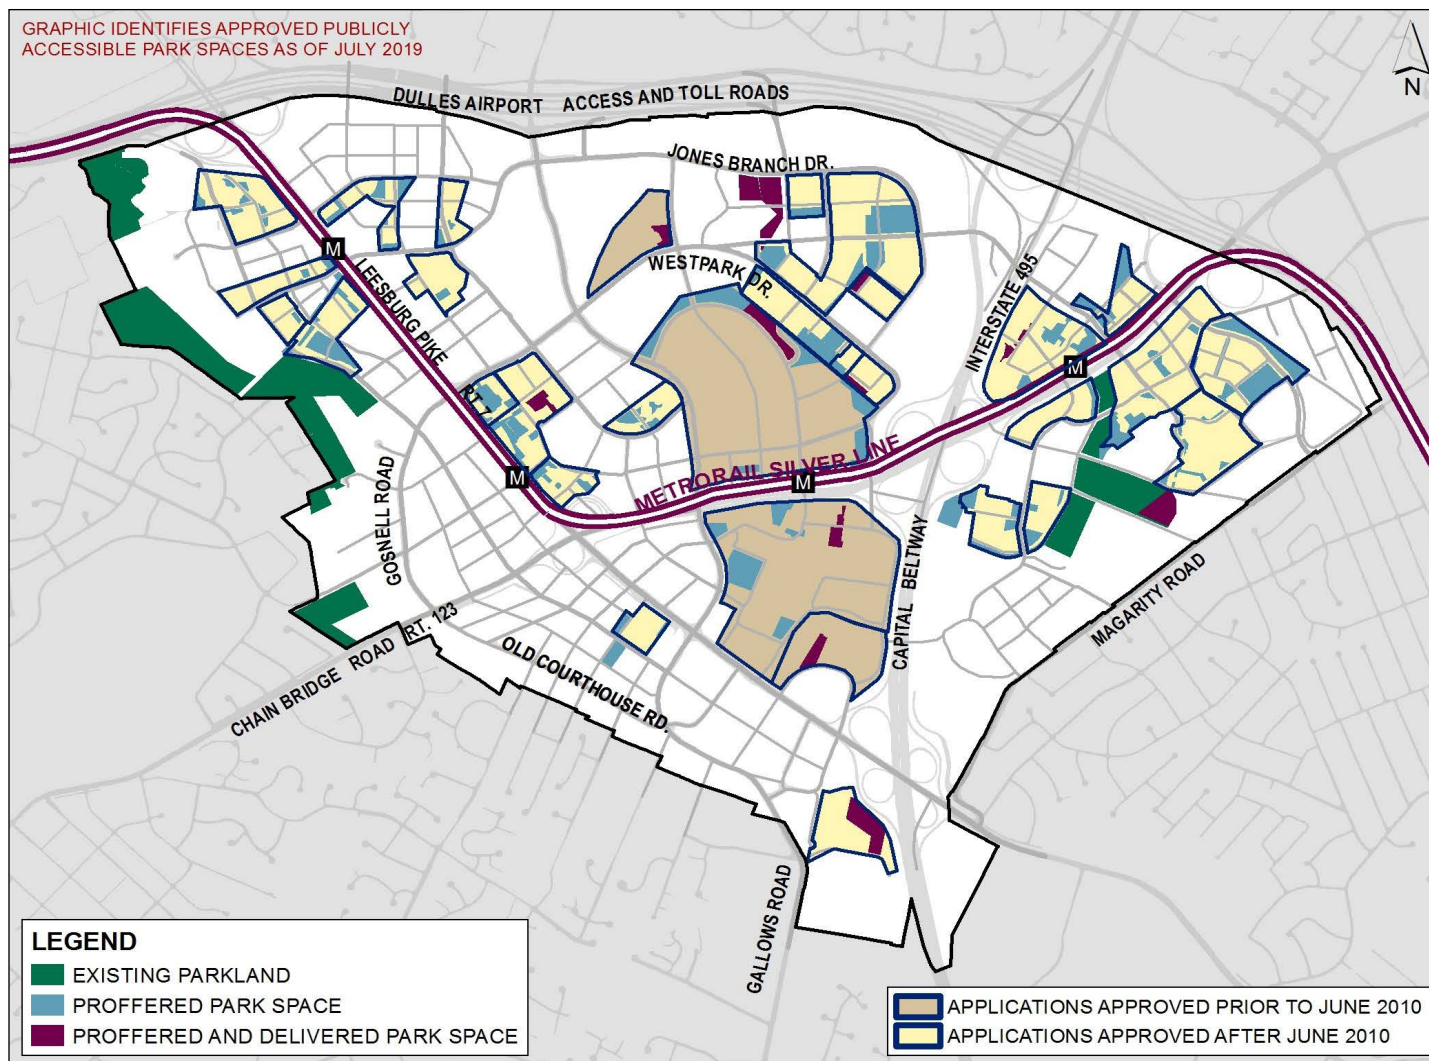 GRAPHIC IDENTIFIES APPROVED PUBLICLY
ACCESSIBLE PARK SPACES AS OF JULY 2019
N
DULLES AIRPORT ACCESS AND TOLL ROADS
JONES BRANCH DR.
WESTPARK DR.
INTERSTATE 495
M
LEESBURG PIKE
RT. 7
M
M
METRORAIL SILVER LINE
M
GOSNELL ROAD
CAPITAL BELTWAY
MAGARITY ROAD
CHAIN BRIDGE ROAD RT. 123
OLD COURTHOUSE RD.
GALLOWS ROAD
LEGEND
EXISTING PARKLAND
PROFFERED PARK SPACE
PROFFERED AND DELIVERED PARK SPACE
APPLICATIONS APPROVED PRIOR TO JUNE 2010
APPLICATIONS APPROVED AFTER JUNE 2010